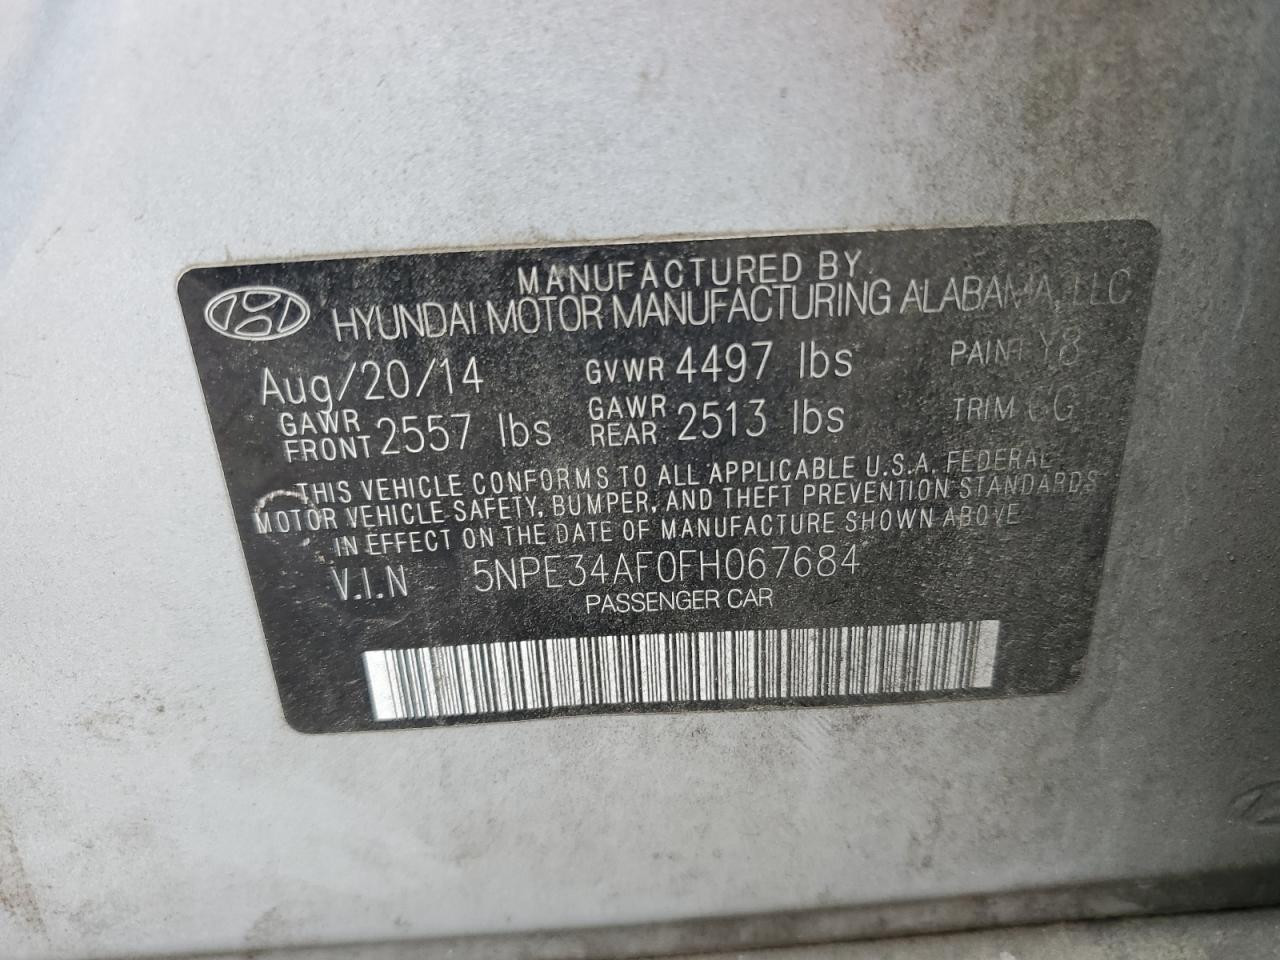 MANUFACTURED BY
HYUNDAI MOTOR MANUFACTURING ALABAMA, LLC
Aug/20/14 GVWR 4497 lbs PAINT Y8
GAWR FRONT 2557 lbs GAWR REAR 2513 lbs TRIM
THIS VEHICLE CONFORMS TO ALL APPLICABLE U.S.A. FEDERAL
MOTOR VEHICLE SAFETY, BUMPER, AND THEFT PREVENTION STANDARDS
IN EFFECT ON THE DATE OF MANUFACTURE SHOWN ABOVE
V.I.N 5NPE34AF0FH067684
PASSENGER CAR